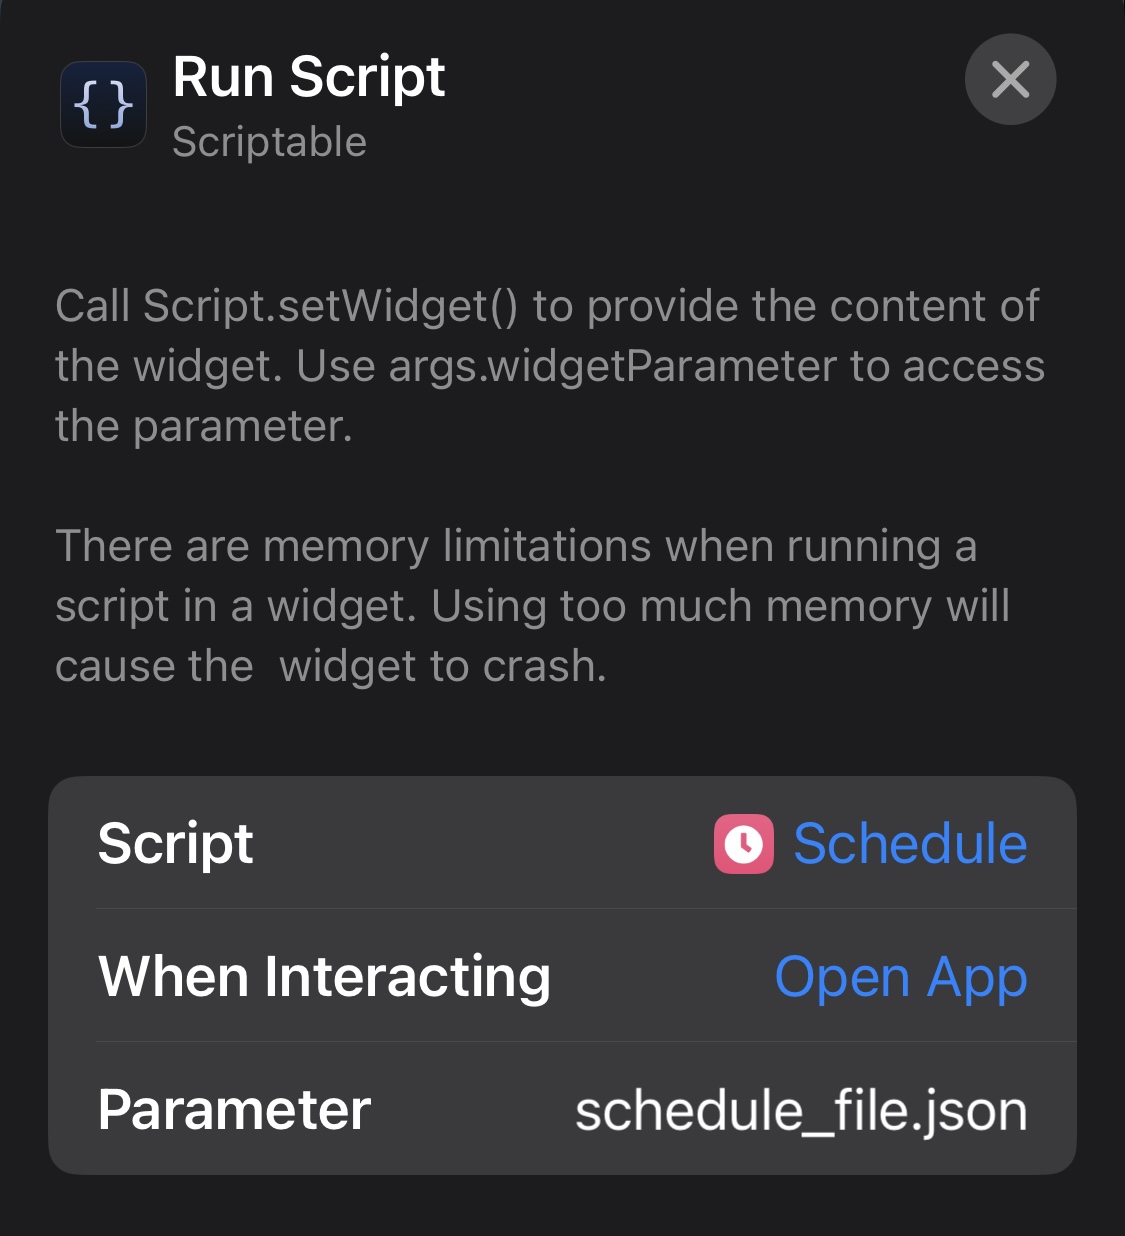 {}
Run Script
Scriptable
Call Script.setWidget() to provide the content of
the widget. Use args.widgetParameter to access
the parameter.
There are memory limitations when running a
script in a widget. Using too much memory will
cause the  widget to crash.
Script Schedule
When Interacting Open App
Parameter schedule_file.json